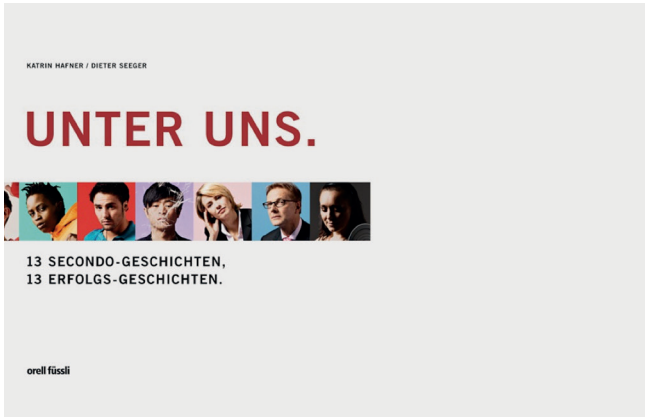 KATRIN HAFNER / DIETER SEEGER
UNTER UNS.
13 SECONDO-GESCHICHTEN,
13 ERFOLGS-GESCHICHTEN.
orell füssli